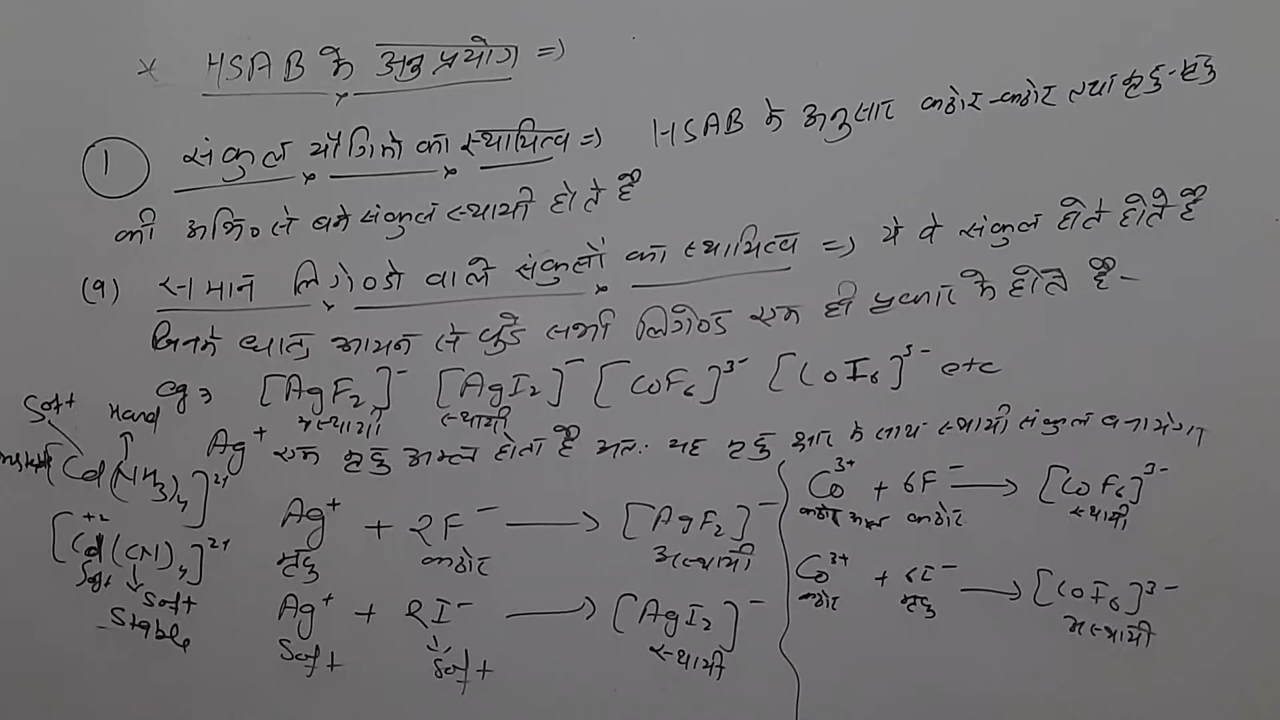 * HSAB के अनुप्रयोग =>
① संकुल यौगिको का स्थायित्व => HSAB के अनुसार कठोर-कठोर तथा मृदु-मृदु
की अभि० से बने संकुल स्थायी होते है
(१) समान लिगेण्डो वाले संकुलों का स्थायित्व => ये वे संकुल होते होते है
जिनमे धातु आयन से जुडे सभी लिगेण्ड एक ही प्रकार के होते है -
eg, [AgF₂]⁻ [AgI₂]⁻ [CoF₆]³⁻ [CoI₆]³⁻ etc
अस्थायी स्थायी
Ag⁺ एक मृदु अम्ल होता है अतः यह मृदु क्षार के साथ स्थायी संकुल बनायेगा
Soft Hard
[Cd(NH₃)₄]²⁺
[Cd⁺²(CN)₄]²⁺
Soft Soft
Stable
Ag⁺ + 2F⁻ → [AgF₂]⁻
मृदु कठोर अस्थायी
Ag⁺ + 2I⁻ → [AgI₂]⁻
Soft Soft स्थायी
Co³⁺ + 6F⁻ → [CoF₆]³⁻
कठोर अम्ल कठोर स्थायी
Co³⁺ + 6I⁻ → [CoI₆]³⁻
कठोर मृदु अस्थायी